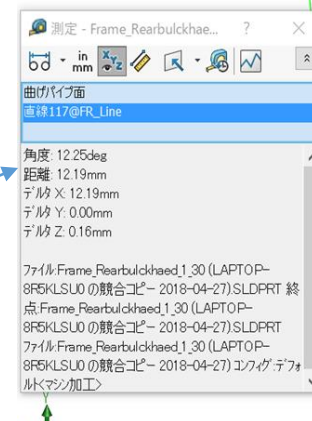 測定 - Frame_Rearbulckhae... ?
in
mm XYZ
曲げパイプ面
直線117@FR_Line
角度: 12.25deg
距離: 12.19mm
デルタ X: 12.19mm
デルタ Y: 0.00mm
デルタ Z: 0.16mm
ファイル:Frame_Rearbulckhaed_1_30 (LAPTOP-
8R5KLSU0 の競合コピー 2018-04-27).SLDPRT 終
点:Frame_Rearbulckhaed_1_30 (LAPTOP-
8R5KLSU0 の競合コピー 2018-04-27).SLDPRT
ファイル:Frame_Rearbulckhaed_1_30 (LAPTOP-
8R5KLSU0 の競合コピー 2018-04-27) コンフィグ:デフォ
ルト<マシン加工>